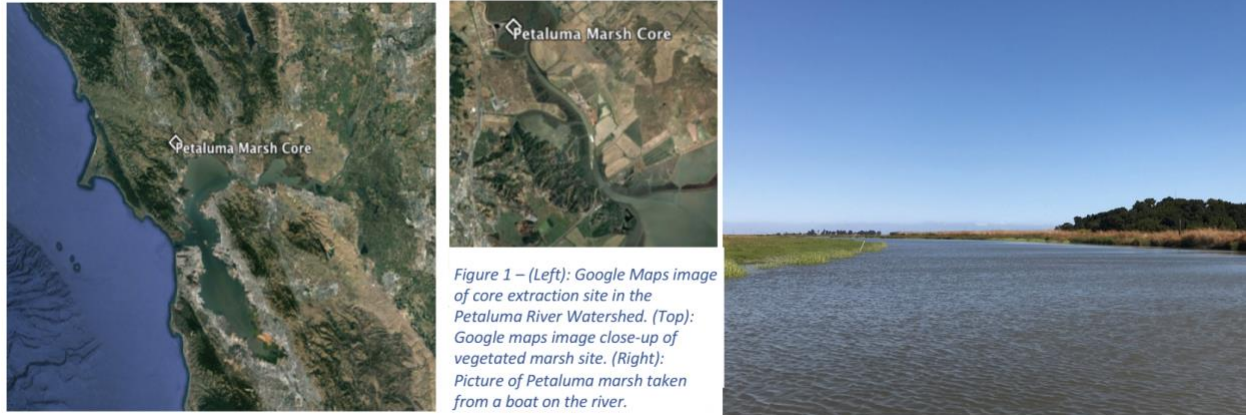 Petaluma Marsh Core
Petaluma Marsh Core
Figure 1 – (Left): Google Maps image
of core extraction site in the
Petaluma River Watershed. (Top):
Google maps image close-up of
vegetated marsh site. (Right):
Picture of Petaluma marsh taken
from a boat on the river.